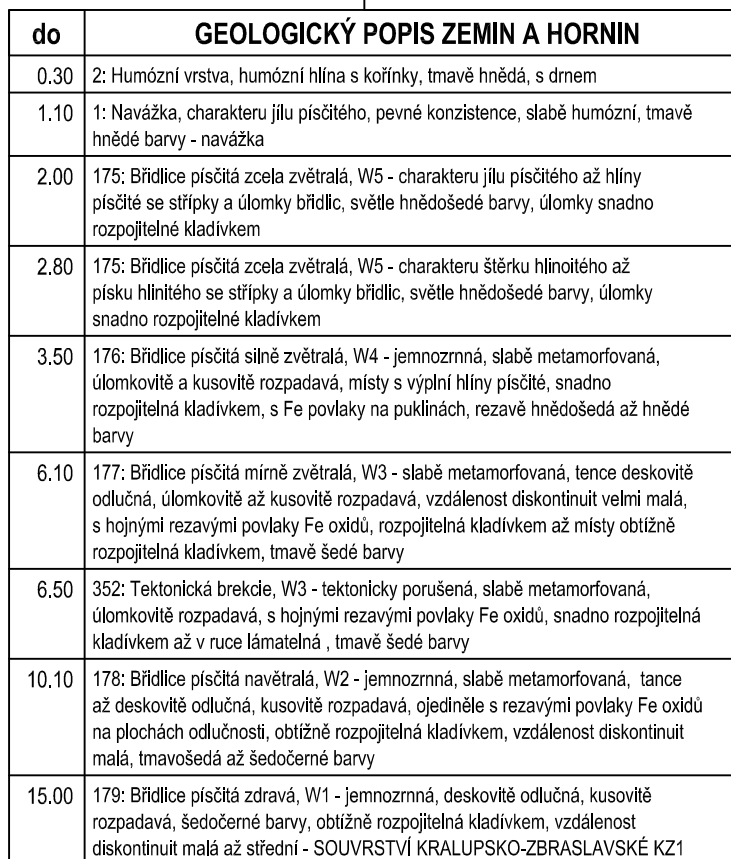 do GEOLOGICKÝ POPIS ZEMIN A HORNIN
0.30 2: Humózní vrstva, humózní hlína s kořínky, tmavě hnědá, s drnem
1.10 1: Navážka, charakteru jílu písčitého, pevné konzistence, slabě humózní, tmavě
hnědé barvy - navážka
2.00 175: Břidlice písčitá zcela zvětralá, W5 - charakteru jílu písčitého až hlíny
písčité se střípky a úlomky břidlic, světle hnědošedé barvy, úlomky snadno
rozpojitelné kladívkem
2.80 175: Břidlice písčitá zcela zvětralá, W5 - charakteru štěrku hlinoitého až
písku hlinitého se střípky a úlomky břidlic, světle hnědošedé barvy, úlomky
snadno rozpojitelné kladívkem
3.50 176: Břidlice písčitá silně zvětralá, W4 - jemnozrnná, slabě metamorfovaná,
úlomkovitě a kusovitě rozpadavá, místy s výplní hlíny písčité, snadno
rozpojitelná kladívkem, s Fe povlaky na puklinách, rezavě hnědošedá až hnědé
barvy
6.10 177: Břidlice písčitá mírně zvětralá, W3 - slabě metamorfovaná, tence deskovitě
odlučná, úlomkovitě až kusovitě rozpadavá, vzdálenost diskontinuit velmi malá,
s hojnými rezavými povlaky Fe oxidů, rozpojitelná kladívkem až místy obtížně
rozpojitelná kladívkem, tmavě šedé barvy
6.50 352: Tektonická brekcie, W3 - tektonicky porušená, slabě metamorfovaná,
úlomkovitě rozpadavá, s hojnými rezavými povlaky Fe oxidů, snadno rozpojitelná
kladívkem až v ruce lámatelná , tmavě šedé barvy
10.10 178: Břidlice písčitá navětralá, W2 - jemnozrnná, slabě metamorfovaná, tance
až deskovitě odlučná, kusovitě rozpadavá, ojediněle s rezavými povlaky Fe oxidů
na plochách odlučnosti, obtížně rozpojitelná kladívkem, vzdálenost diskontinuit
malá, tmavošedá až šedočerné barvy
15.00 179: Břidlice písčitá zdravá, W1 - jemnozrnná, deskovitě odlučná, kusovitě
rozpadavá, šedočerné barvy, obtížně rozpojitelná kladívkem, vzdálenost
diskontinuit malá až střední - SOUVRSTVÍ KRALUPSKO-ZBRASLAVSKÉ KZ1